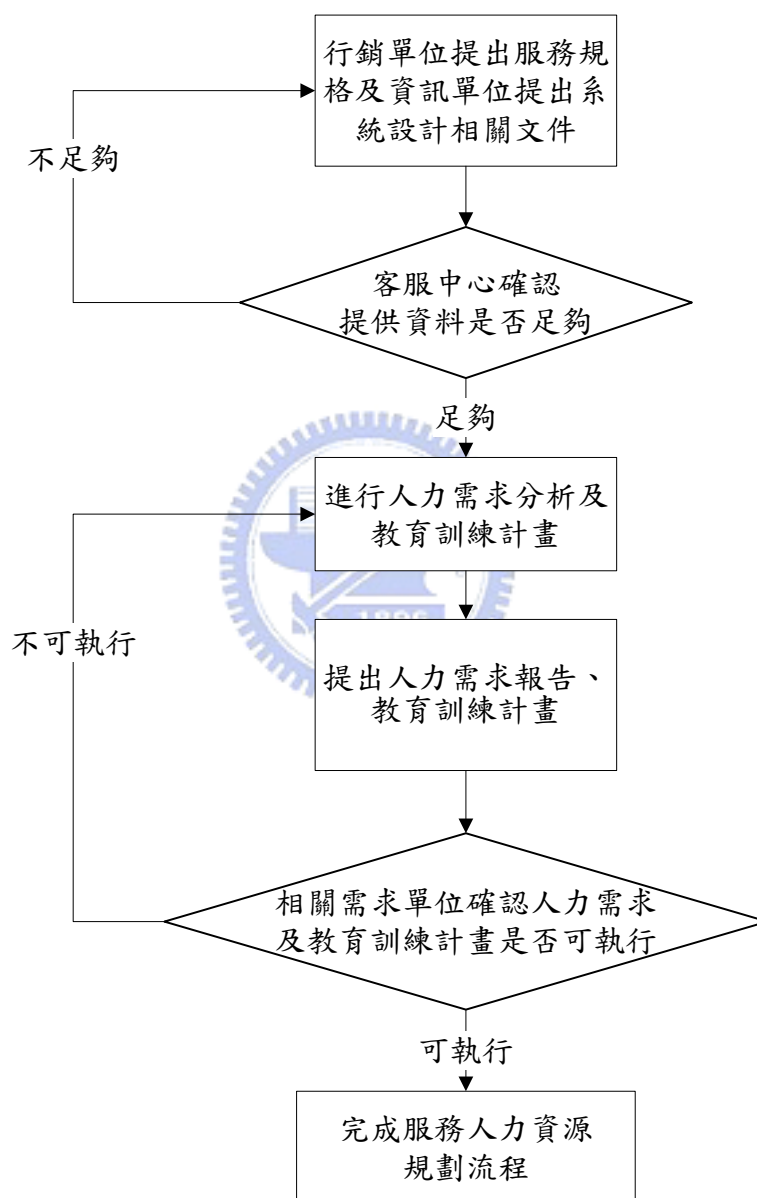 行銷單位提出服務規
格及資訊單位提出系
統設計相關文件
不足夠
客服中心確認
提供資料是否足夠
足夠
進行人力需求分析及
教育訓練計畫
不可執行
1896
提出人力需求報告、
教育訓練計畫
相關需求單位確認人力需求
及教育訓練計畫是否可執行
可執行
完成服務人力資源
規劃流程